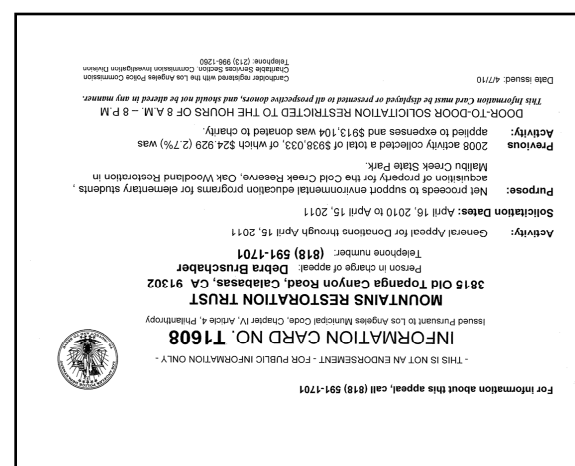 For information about this appeal, call (818) 591-1701
- THIS IS NOT AN ENDORSEMENT - FOR PUBLIC INFORMATION ONLY -
INFORMATION CARD NO. T1608
Issued Pursuant to Los Angeles Municipal Code, Chapter IV, Article 4, Philanthropy
MOUNTAINS RESTORATION TRUST
3815 Old Topanga Canyon Road, Calabasas, CA 91302
Person in charge of appeal: Debra Bruschaber
Telephone number: (818) 591-1701
Activity: General Appeal for Donations through April 15, 2011
Solicitation Dates: April 16, 2010 to April 15, 2011
Purpose: Net proceeds to support environmental education programs for elementary students ,
acquisition of property for the Cold Creek Reserve, Oak Woodland Restoration in
Malibu Creek State Park.
Previous 2008 activity collected a total of $938,033, of which $24,929 (2.7%) was
Activity: applied to expenses and $913,104 was donated to charity.
DOOR-TO-DOOR SOLICITATION RESTRICTED TO THE HOURS OF 8 A.M. – 8 P.M
This Information Card must be displayed or presented to all prospective donors, and should not be altered in any manner.
Date issued: 4/7/10
Cardholder registered with the Los Angeles Police Commission
Charitable Services Section, Commission Investigation Division
Telephone: (213) 996-1260